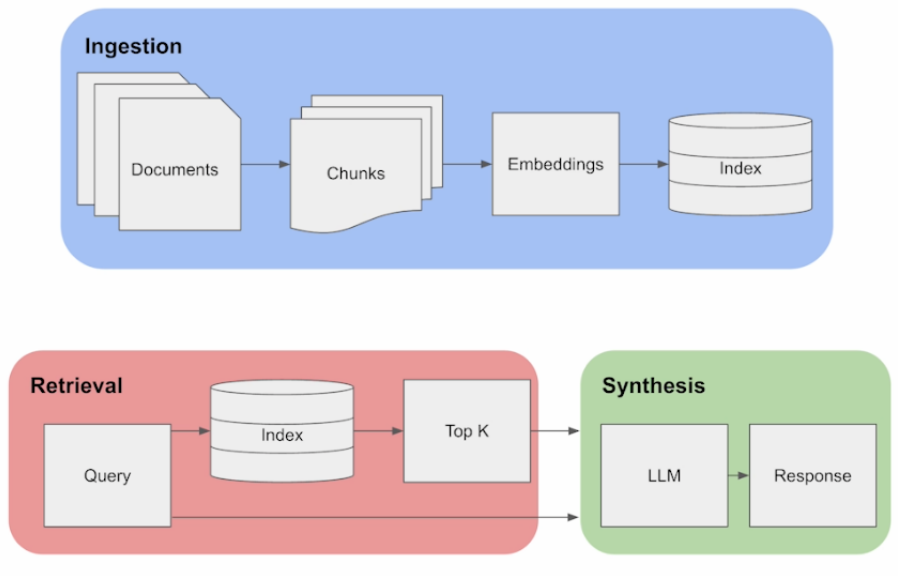 Ingestion
Documents
Chunks
Embeddings
Index
Retrieval
Query
Index
Top K
Synthesis
LLM
Response